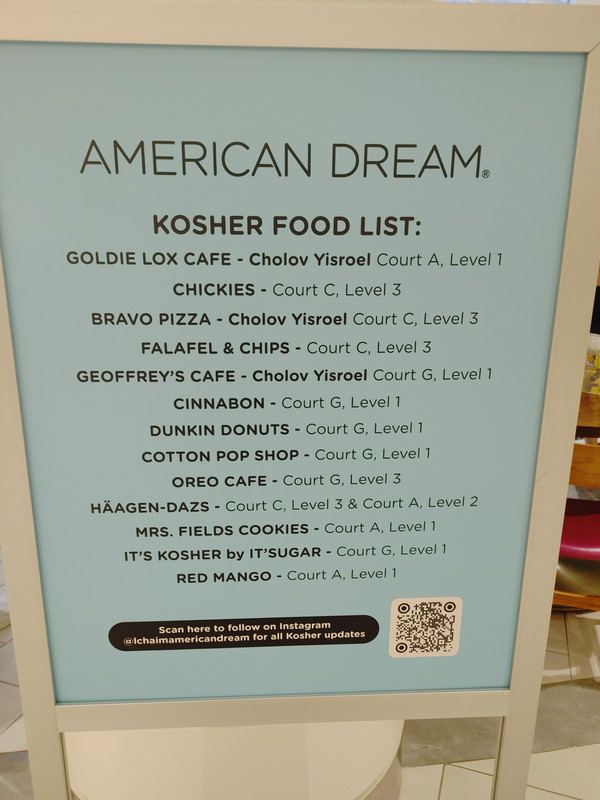 AMERICAN DREAM®
KOSHER FOOD LIST:
GOLDIE LOX CAFE - Cholov Yisroel Court A, Level 1
CHICKIES - Court C, Level 3
BRAVO PIZZA - Cholov Yisroel Court C, Level 3
FALAFEL & CHIPS - Court C, Level 3
GEOFFREY'S CAFE - Cholov Yisroel Court G, Level 1
CINNABON - Court G, Level 1
DUNKIN DONUTS - Court G, Level 1
COTTON POP SHOP - Court G, Level 1
OREO CAFE - Court G, Level 3
HÄAGEN-DAZS - Court C, Level 3 & Court A, Level 2
MRS. FIELDS COOKIES - Court A, Level 1
IT'S KOSHER by IT'SUGAR - Court G, Level 1
RED MANGO - Court A, Level 1
Scan here to follow on Instagram
@lchaimamericandream for all Kosher updates